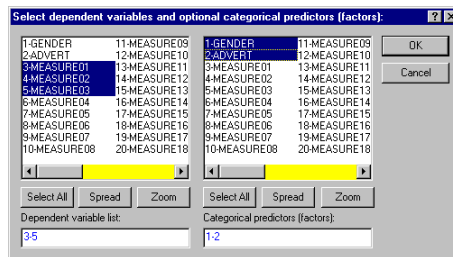 Select dependent variables and optional categorical predictors (factors):
1-GENDER 11-MEASURE09
2-ADVERT 12-MEASURE10
3-MEASURE01 13-MEASURE11
4-MEASURE02 14-MEASURE12
5-MEASURE03 15-MEASURE13
6-MEASURE04 16-MEASURE14
7-MEASURE05 17-MEASURE15
8-MEASURE06 18-MEASURE16
9-MEASURE07 19-MEASURE17
10-MEASURE08 20-MEASURE18
Select All Spread Zoom
Dependent variable list:
3-5
1-GENDER 11-MEASURE09
2-ADVERT 12-MEASURE10
3-MEASURE01 13-MEASURE11
4-MEASURE02 14-MEASURE12
5-MEASURE03 15-MEASURE13
6-MEASURE04 16-MEASURE14
7-MEASURE05 17-MEASURE15
8-MEASURE06 18-MEASURE16
9-MEASURE07 19-MEASURE17
10-MEASURE08 20-MEASURE18
Select All Spread Zoom
Categorical predictors (factors):
1-2
OK
Cancel